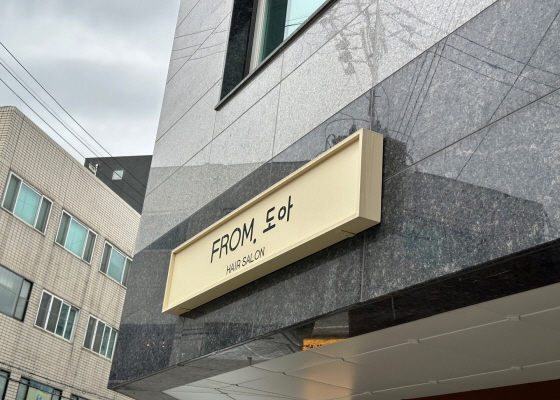 FROM. 도아
HAIR SALON